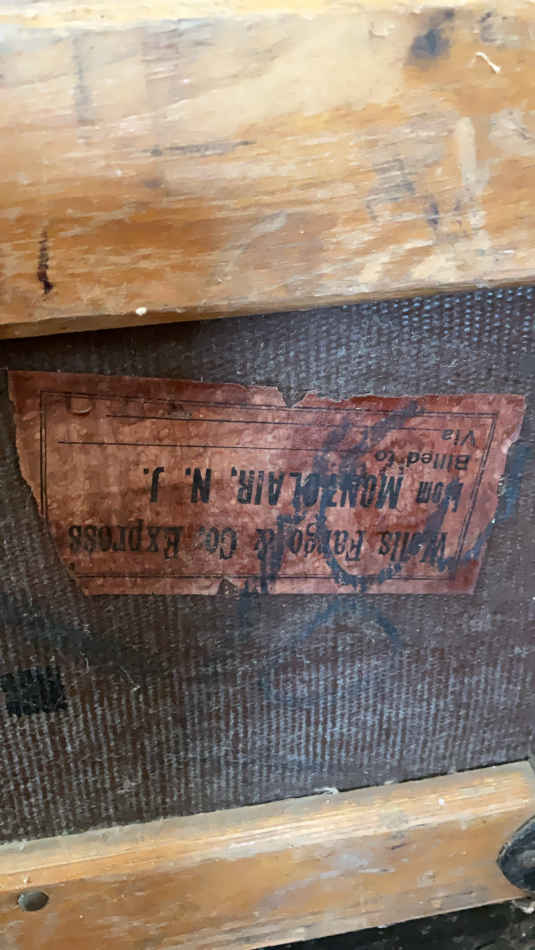 Wells Fargo & Co. Express
From MONTCLAIR, N. J.
Billed to
Via